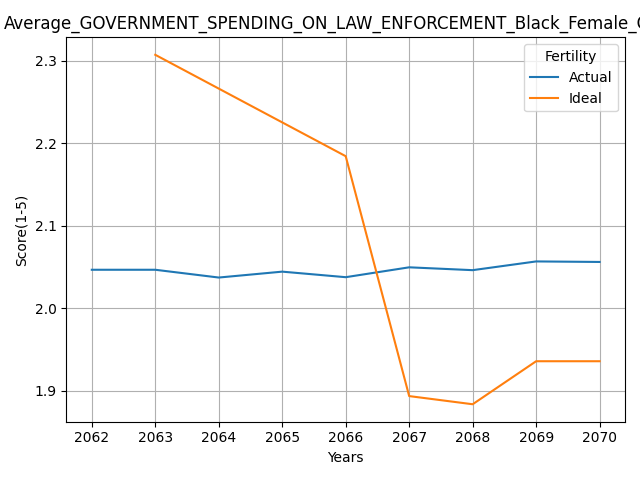 Average_GOVERNMENT_SPENDING_ON_LAW_ENFORCEMENT_Black_Female_
Fertility
Actual
Ideal
Score(1-5)
2.3
2.2
2.1
2.0
1.9
2062 2063 2064 2065 2066 2067 2068 2069 2070
Years